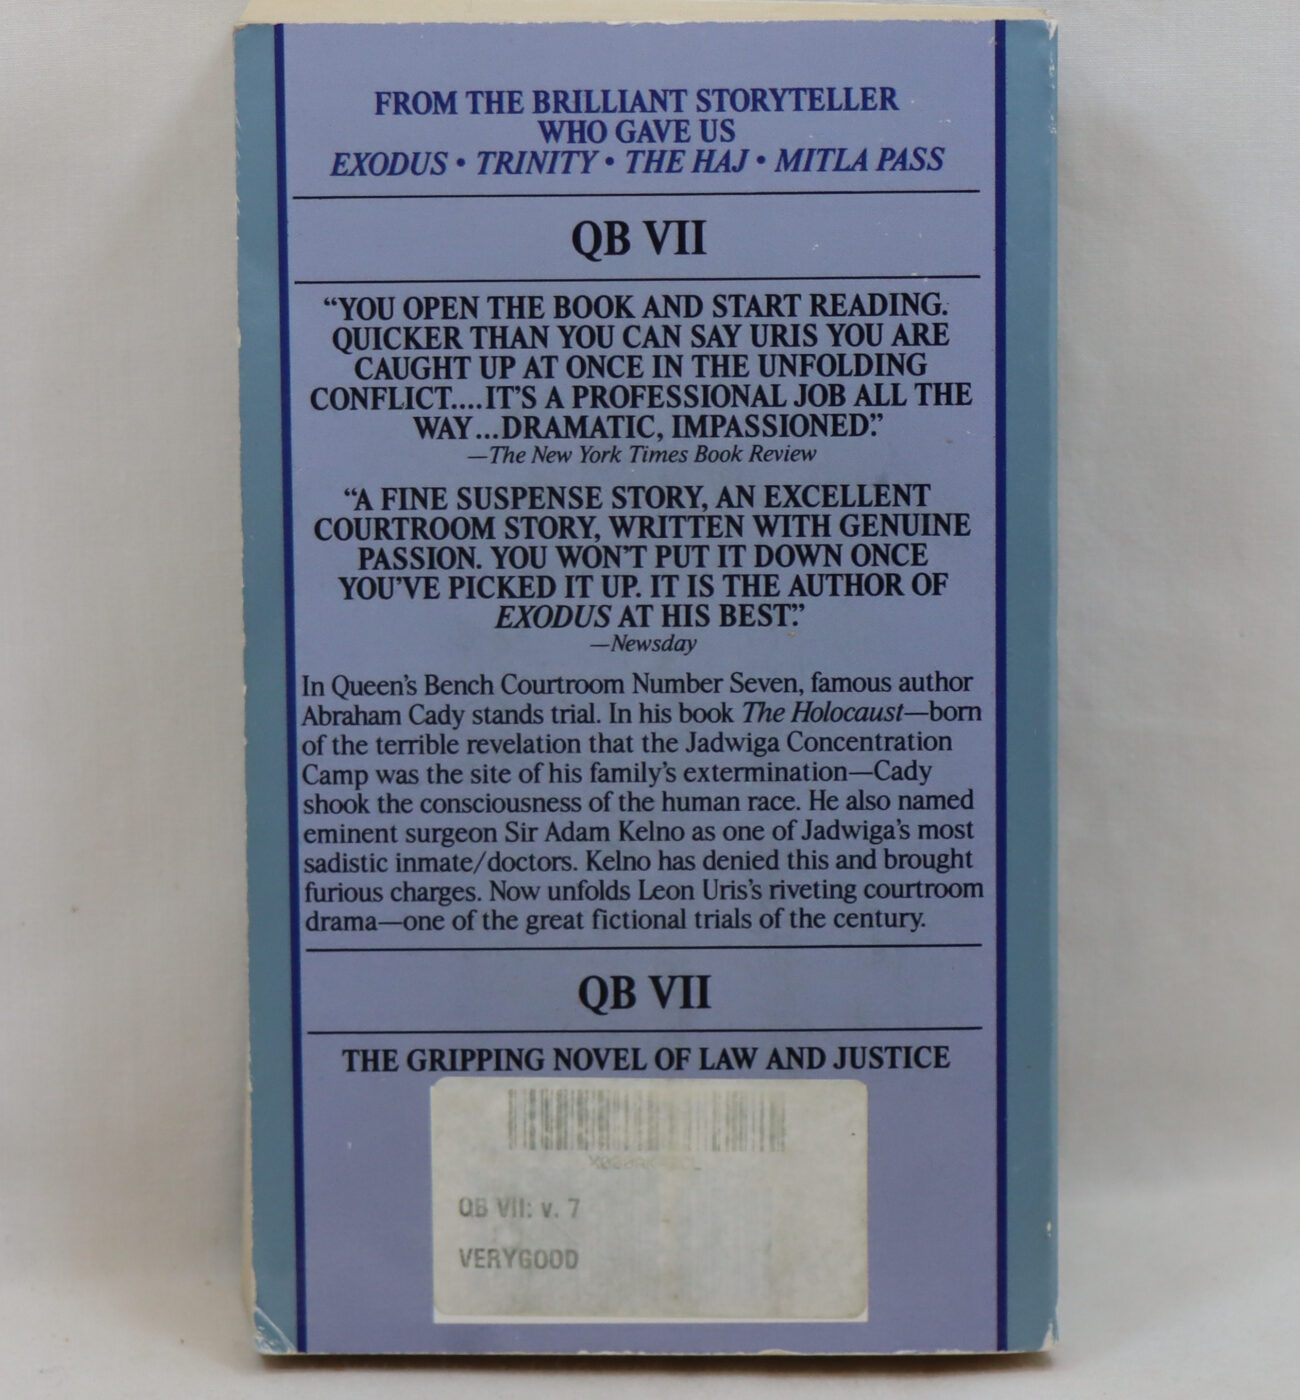 FROM THE BRILLIANT STORYTELLER
WHO GAVE US
EXODUS • TRINITY • THE HAJ • MITLA PASS
QB VII
“YOU OPEN THE BOOK AND START READING.
QUICKER THAN YOU CAN SAY URIS YOU ARE
CAUGHT UP AT ONCE IN THE UNFOLDING
CONFLICT....IT’S A PROFESSIONAL JOB ALL THE
WAY...DRAMATIC, IMPASSIONED.”
—The New York Times Book Review
“A FINE SUSPENSE STORY, AN EXCELLENT
COURTROOM STORY, WRITTEN WITH GENUINE
PASSION. YOU WON’T PUT IT DOWN ONCE
YOU’VE PICKED IT UP. IT IS THE AUTHOR OF
EXODUS AT HIS BEST.”
—Newsday
In Queen’s Bench Courtroom Number Seven, famous author
Abraham Cady stands trial. In his book The Holocaust—born
of the terrible revelation that the Jadwiga Concentration
Camp was the site of his family’s extermination—Cady
shook the consciousness of the human race. He also named
eminent surgeon Sir Adam Kelno as one of Jadwiga’s most
sadistic inmate/doctors. Kelno has denied this and brought
furious charges. Now unfolds Leon Uris’s riveting courtroom
drama—one of the great fictional trials of the century.
QB VII
THE GRIPPING NOVEL OF LAW AND JUSTICE
QB VII: v. 7
VERYGOOD